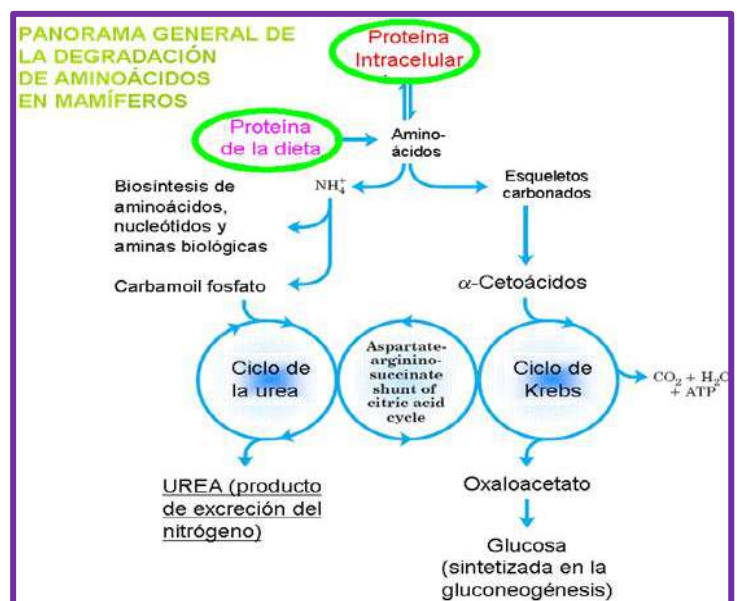 PANORAMA GENERAL DE
LA DEGRADACIÓN
DE AMINOÁCIDOS
EN MAMÍFEROS
Proteína
Intracelular
Proteína
de la dieta
Amino-
ácidos
NH₄⁺
Esqueletos
carbonados
Biosíntesis de
aminoácidos,
nucleótidos y
aminas biológicas
Carbamoil fosfato
α-Cetoácidos
Ciclo de
la urea
Aspartate-
arginino-
succinate
shunt of
citric acid
cycle
Ciclo de
Krebs
CO₂ + H₂O
+ ATP
UREA (producto
de excreción del
nitrógeno)
Oxaloacetato
Glucosa
(sintetizada en la
gluconeogénesis)